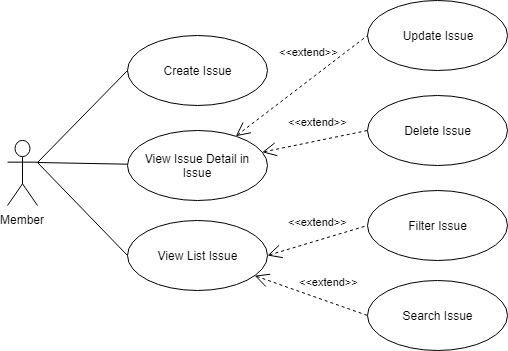 Update Issue
<<extend>>
Create Issue
<<extend>>
Delete Issue
View Issue Detail in
Issue
Member
<<extend>>
Filter Issue
View List Issue
<<extend>>
Search Issue